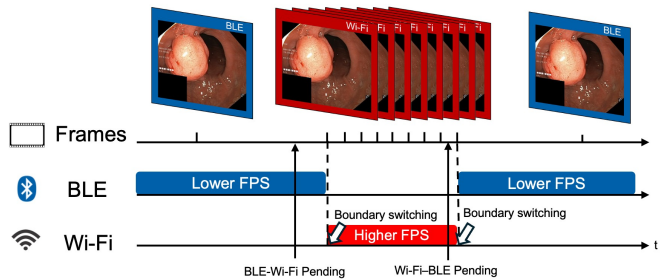 BLE
Wi-Fi
Fi
Fi
Fi
Fi
Fi
Fi
Fi
BLE
Frames
BLE
Lower FPS
Lower FPS
Boundary switching
Boundary switching
Wi-Fi
Higher FPS
t
BLE-Wi-Fi Pending
Wi-Fi–BLE Pending